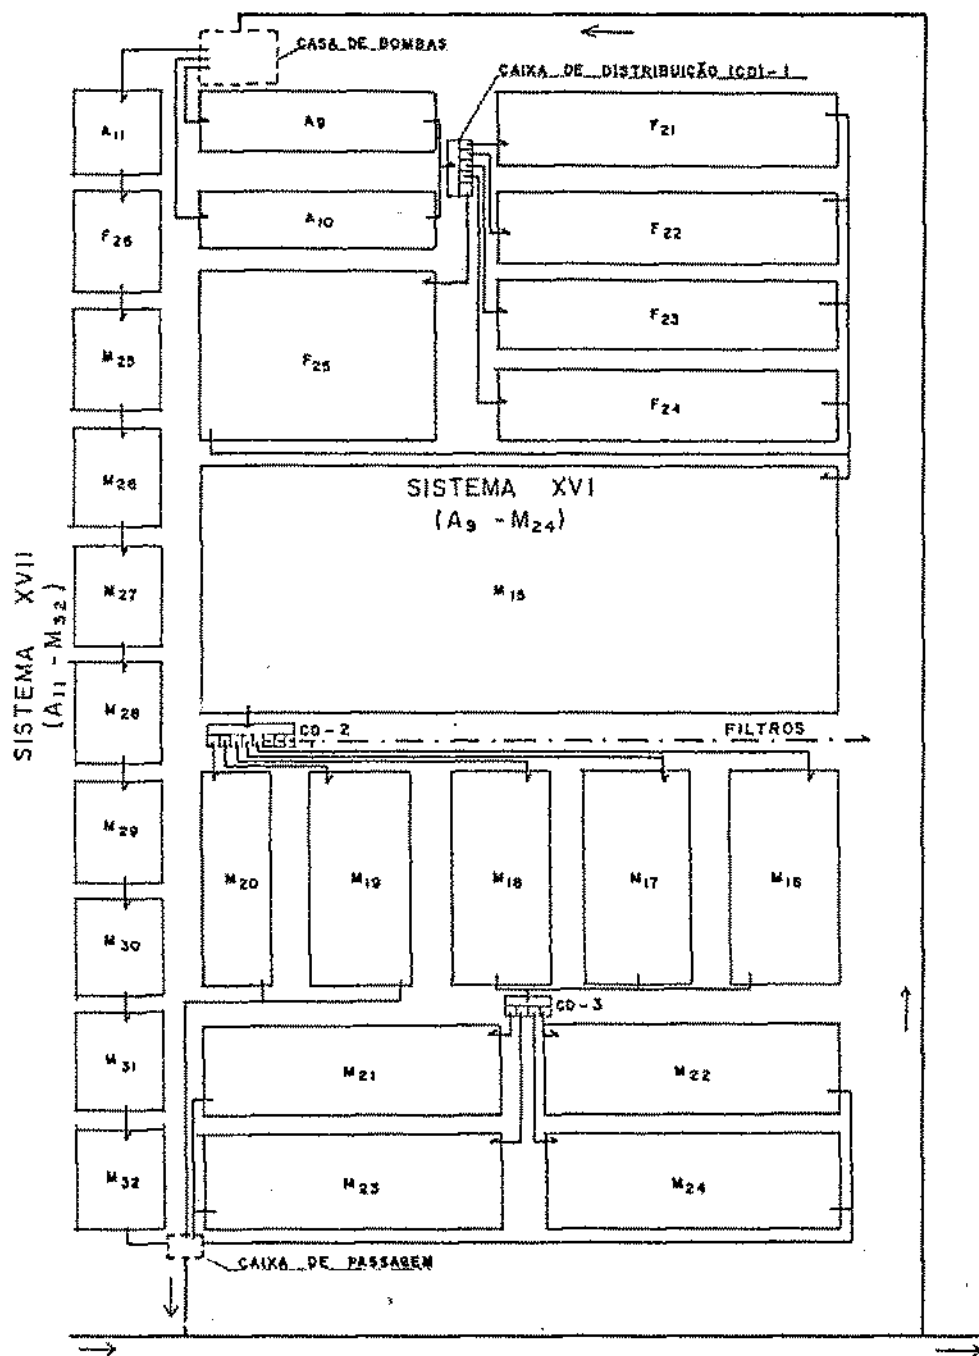 CASA DE BOMBAS
CAIXA DE DISTRIBUIÇÃO (CD)-1
A11
A9
F21
A10
F26
F22
F23
M25
F25
F24
M26
SISTEMA XVI
(A9 - M24)
SISTEMA XVII
(A11 - M32)
M27
M15
M28
CD-2
FILTROS
M29
M20
M19
M18
M17
M16
M30
CD-3
M31
M21
M22
M32
M23
M24
CAIXA DE PASSAGEM